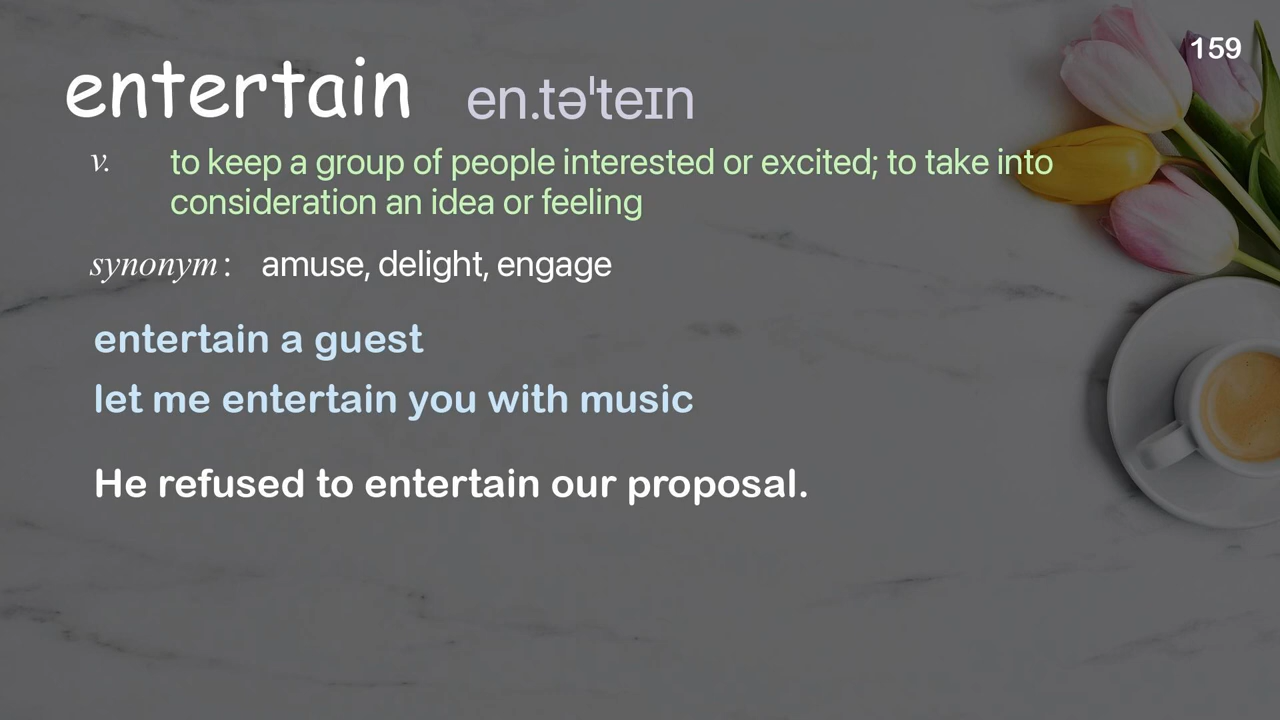 159
entertain en.təˈteɪn
v. to keep a group of people interested or excited; to take into
consideration an idea or feeling
synonym : amuse, delight, engage
entertain a guest
let me entertain you with music
He refused to entertain our proposal.